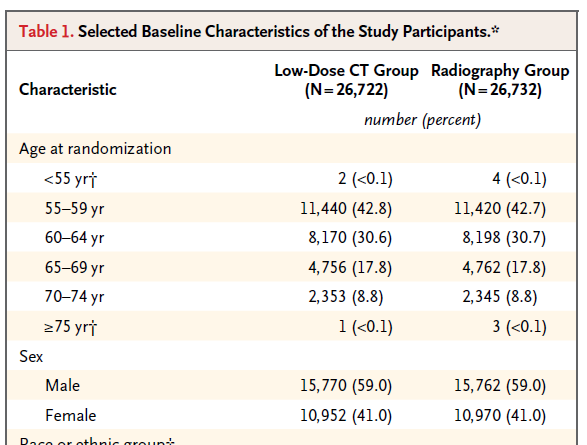 Table 1. Selected Baseline Characteristics of the Study Participants.*
Characteristic Low-Dose CT Group (N=26,722) Radiography Group (N=26,732)
number (percent)
Age at randomization
<55 yr† 2 (<0.1) 4 (<0.1)
55–59 yr 11,440 (42.8) 11,420 (42.7)
60–64 yr 8,170 (30.6) 8,198 (30.7)
65–69 yr 4,756 (17.8) 4,762 (17.8)
70–74 yr 2,353 (8.8) 2,345 (8.8)
≥75 yr† 1 (<0.1) 3 (<0.1)
Sex
Male 15,770 (59.0) 15,762 (59.0)
Female 10,952 (41.0) 10,970 (41.0)
Race or ethnic group‡